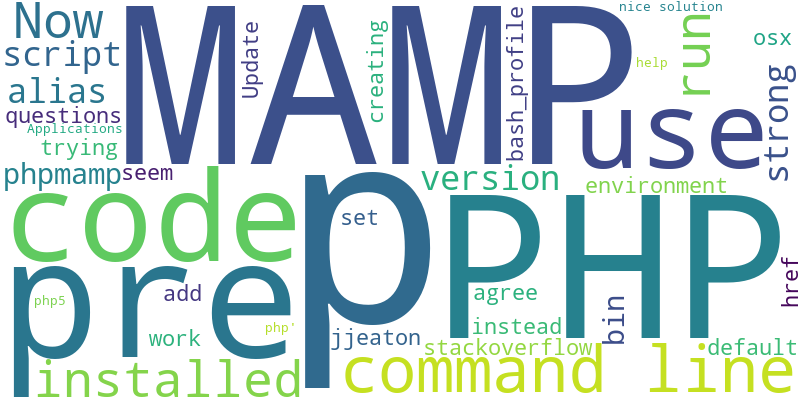 Now
MAMP
Update
creating
bash_profile
nice solution
run
osx
script
help
alias
use
strong
questions
Applications
trying
phpmamp
seem
code
p
version
environment
set
PHP
pre
href
add
agree
php5
bin
work
php'
jjeaton
instead
stackoverflow
default
installed
command line